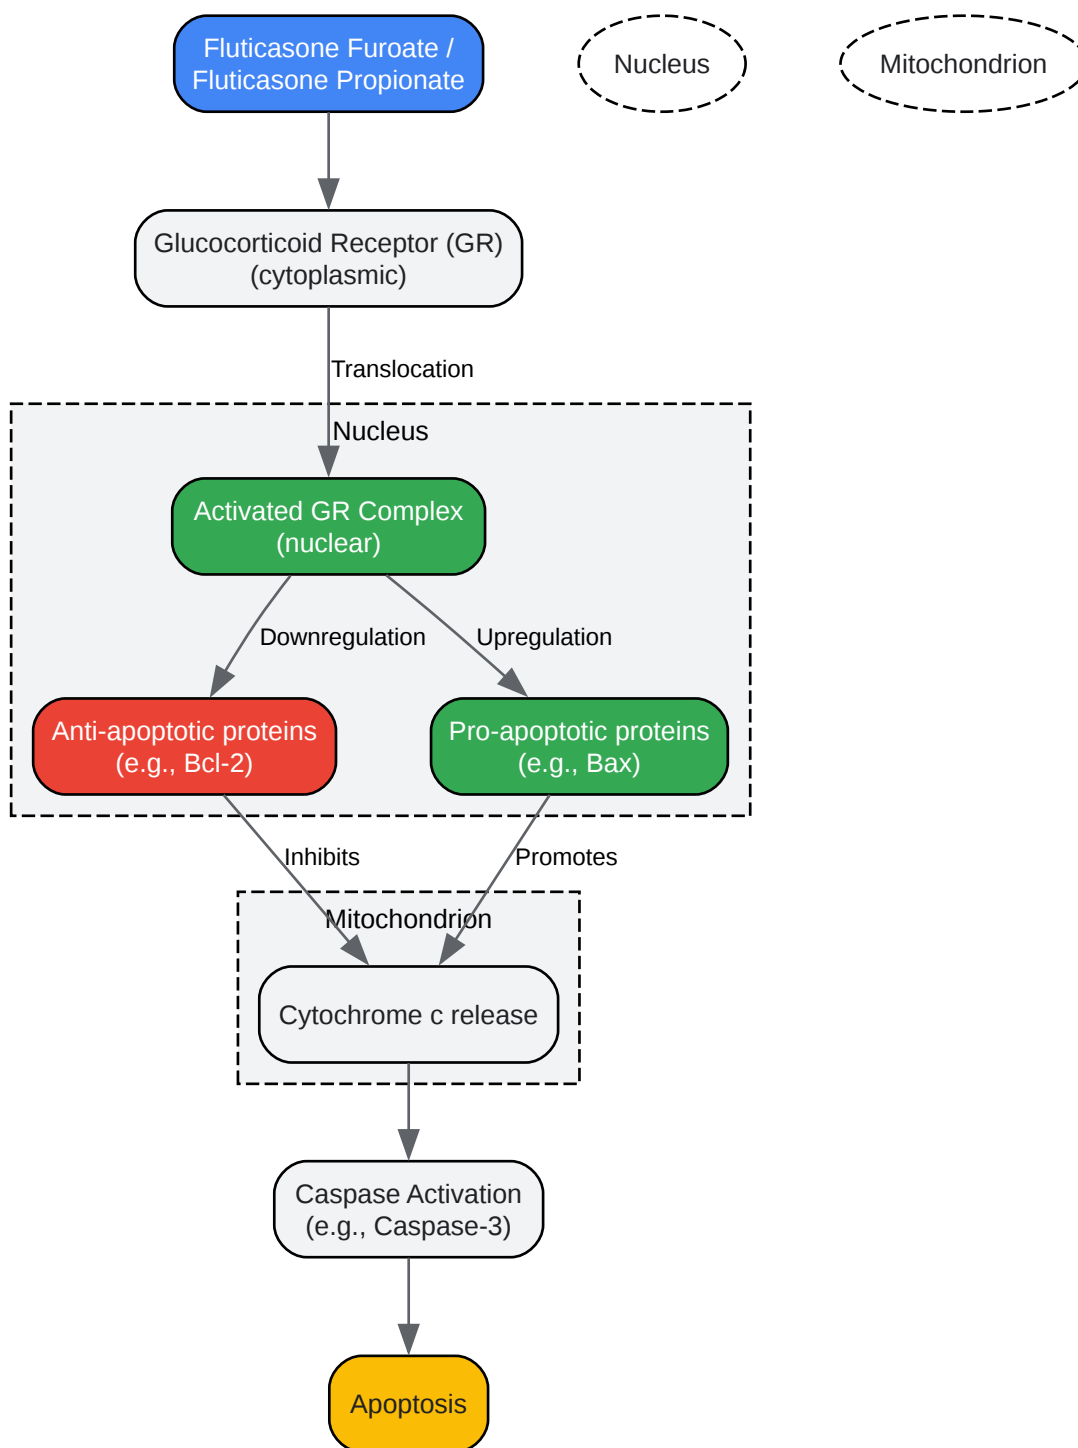 Fluticasone Furoate /
Fluticasone Propionate
Nucleus
Mitochondrion
Glucocorticoid Receptor (GR)
(cytoplasmic)
Translocation
Nucleus
Activated GR Complex
(nuclear)
Downregulation
Upregulation
Anti-apoptotic proteins
(e.g., Bcl-2)
Pro-apoptotic proteins
(e.g., Bax)
Inhibits
Promotes
Mitochondrion
Cytochrome c release
Caspase Activation
(e.g., Caspase-3)
Apoptosis